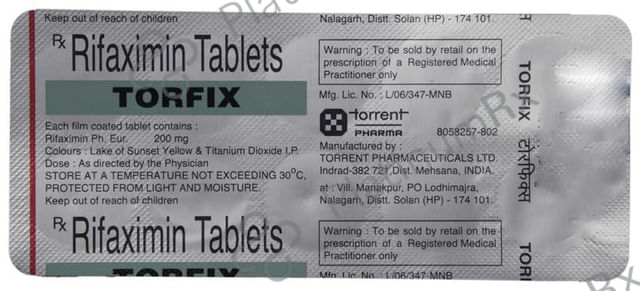 Keep out of reach of children
Rx Rifaximin Tablets
TORFIX
Each film coated tablet contains :
Rifaximin Ph. Eur. 200 mg
Colours : Lake of Sunset Yellow & Titanium Dioxide I.P.
Dose : As directed by the Physician
STORE AT A TEMPERATURE NOT EXCEEDING 30°C,
PROTECTED FROM LIGHT AND MOISTURE.
Keep out of reach of children
Rx Rifaximin Tablets
TORFIX
Nalagarh, Distt. Solan (HP) - 174 101.
Warning : To be sold by retail on the
prescription of a Registered Medical
Practitioner only
Mfg. Lic. No. : L/06/347-MNB
torrent
PHARMA
8058257-802
Manufactured by :
TORRENT PHARMACEUTICALS LTD.
Indrad-382 721, Dist. Mehsana, INDIA.
at : Vill. Manakpur, PO Lodhimajra,
Nalagarh, Distt. Solan (HP) - 174 101.
Warning : To be sold by retail on the
prescription of a Registered Medical
Practitioner only
Mfg. Lic. No. : L/06/347-MNB
TORFIX
टारफिक्स
TORF